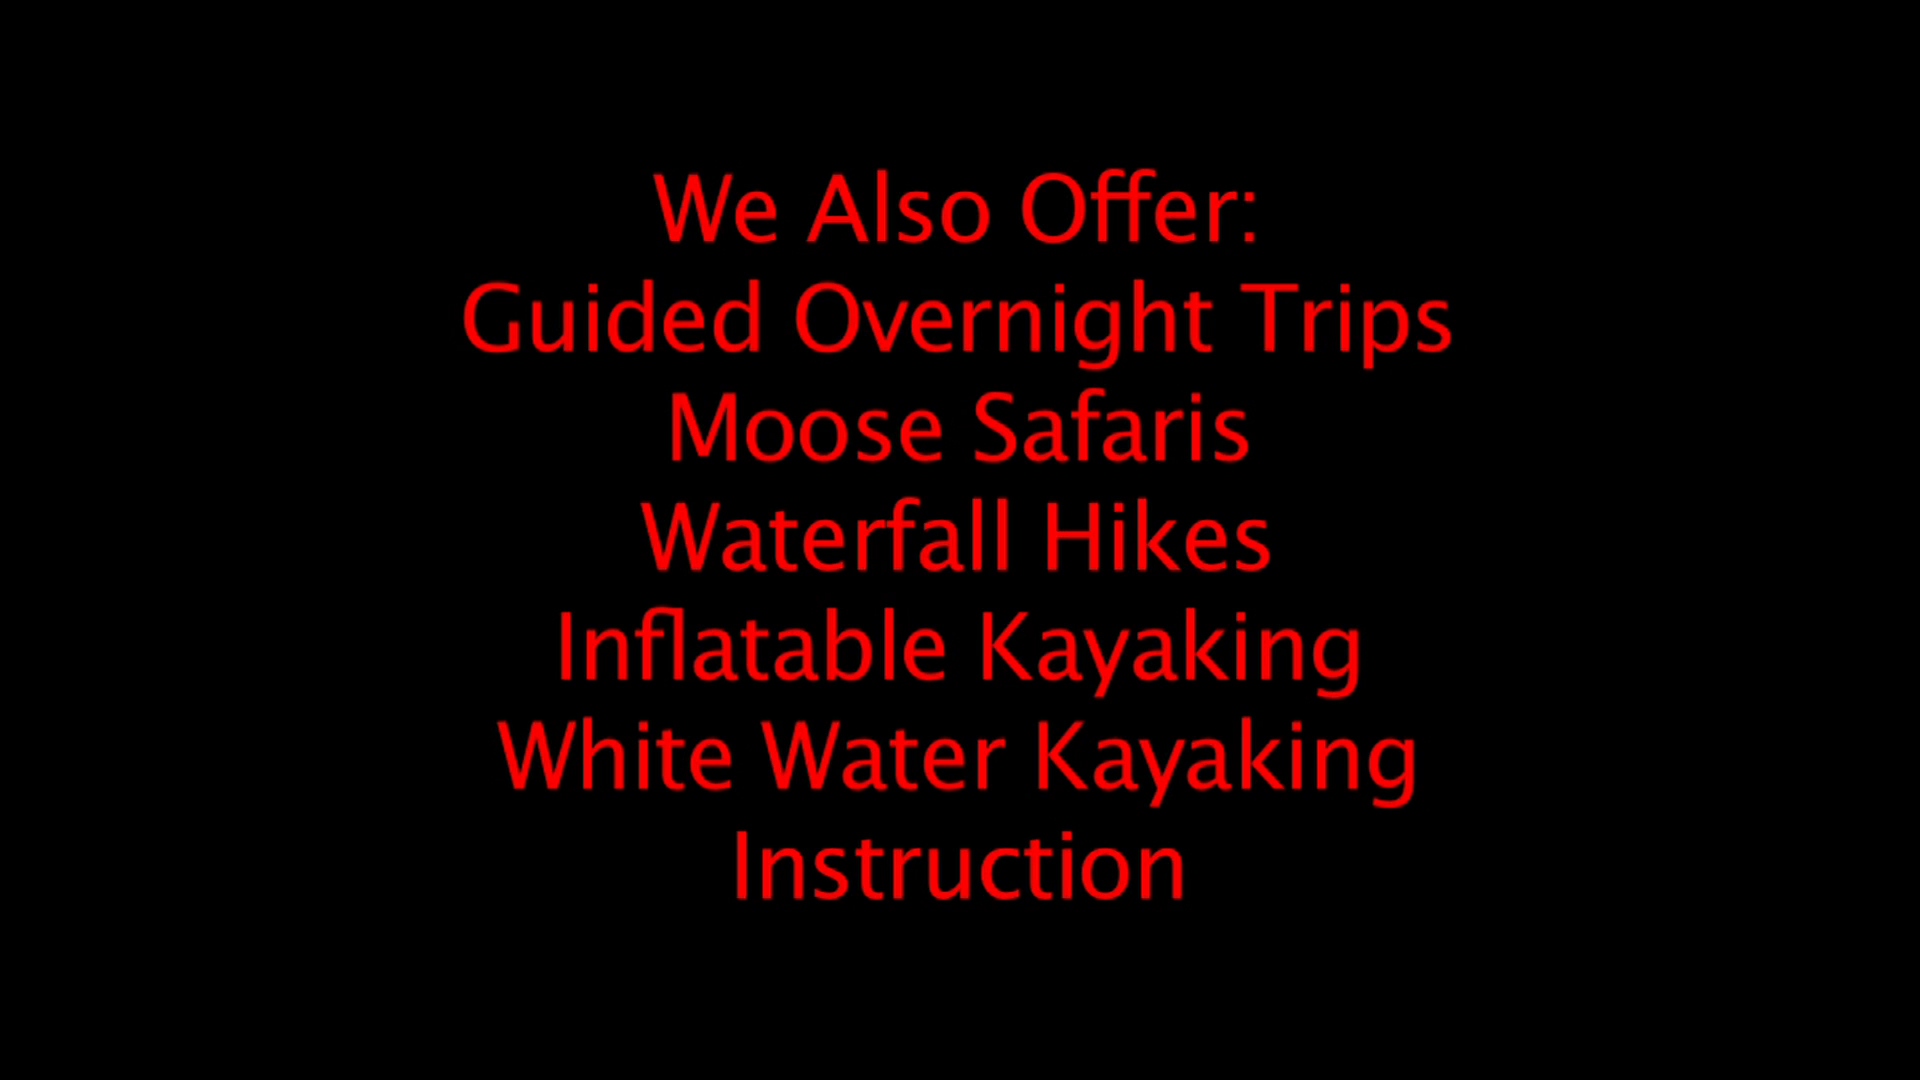 We Also Offer:
Guided Overnight Trips
Moose Safaris
Waterfall Hikes
Inflatable Kayaking
White Water Kayaking
Instruction